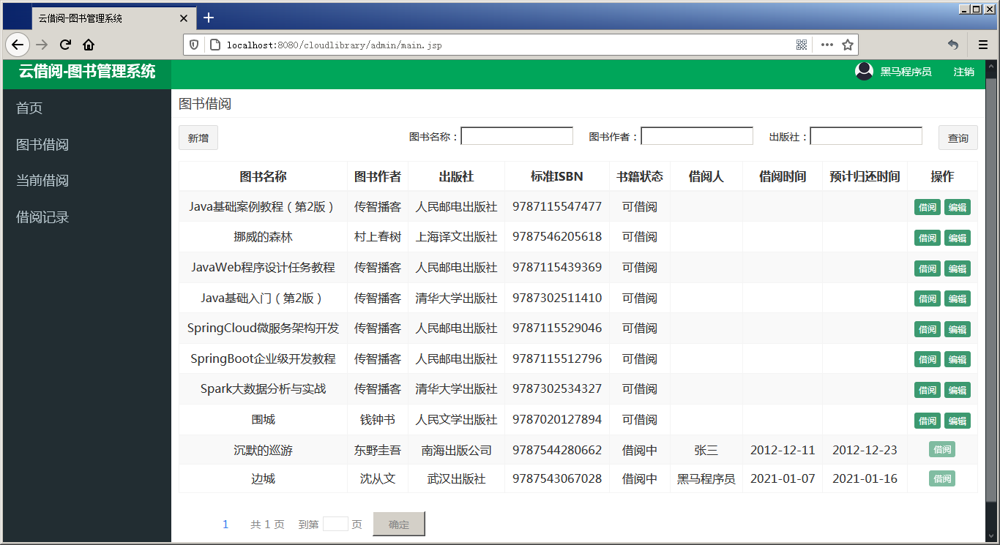 云借阅-图书管理系统
localhost:8080/cloudlibrary/admin/main.jsp
云借阅-图书管理系统 黑马程序员 注销
首页
图书借阅
当前借阅
借阅记录
图书借阅
新增 图书名称： 图书作者： 出版社： 查询
图书名称 图书作者 出版社 标准ISBN 书籍状态 借阅人 借阅时间 预计归还时间 操作
Java基础案例教程（第2版） 传智播客 人民邮电出版社 9787115547477 可借阅 借阅 编辑
挪威的森林 村上春树 上海译文出版社 9787546205618 可借阅 借阅 编辑
JavaWeb程序设计任务教程 传智播客 人民邮电出版社 9787115439369 可借阅 借阅 编辑
Java基础入门（第2版） 传智播客 清华大学出版社 9787302511410 可借阅 借阅 编辑
SpringCloud微服务架构开发 传智播客 人民邮电出版社 9787115529046 可借阅 借阅 编辑
SpringBoot企业级开发教程 传智播客 人民邮电出版社 9787115512796 可借阅 借阅 编辑
Spark大数据分析与实战 传智播客 清华大学出版社 9787302534327 可借阅 借阅 编辑
围城 钱钟书 人民文学出版社 9787020127894 可借阅 借阅 编辑
沉默的巡游 东野圭吾 南海出版公司 9787544280662 借阅中 张三 2012-12-11 2012-12-23 借阅
边城 沈从文 武汉出版社 9787543067028 借阅中 黑马程序员 2021-01-07 2021-01-16 借阅
1 共 1 页 到第 页 确定